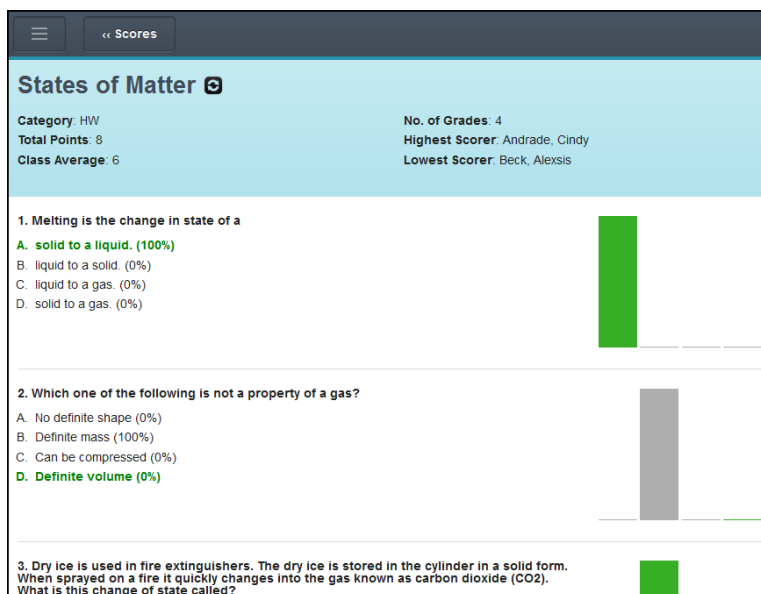 ‹‹ Scores
States of Matter
Category: HW
No. of Grades: 4
Total Points: 8
Highest Scorer: Andrade, Cindy
Class Average: 6
Lowest Scorer: Beck, Alexsis
1. Melting is the change in state of a
A. solid to a liquid. (100%)
B. liquid to a solid. (0%)
C. liquid to a gas. (0%)
D. solid to a gas. (0%)
2. Which one of the following is not a property of a gas?
A. No definite shape (0%)
B. Definite mass (100%)
C. Can be compressed (0%)
D. Definite volume (0%)
3. Dry ice is used in fire extinguishers. The dry ice is stored in the cylinder in a solid form.
When sprayed on a fire it quickly changes into the gas known as carbon dioxide (CO2).
What is this change of state called?